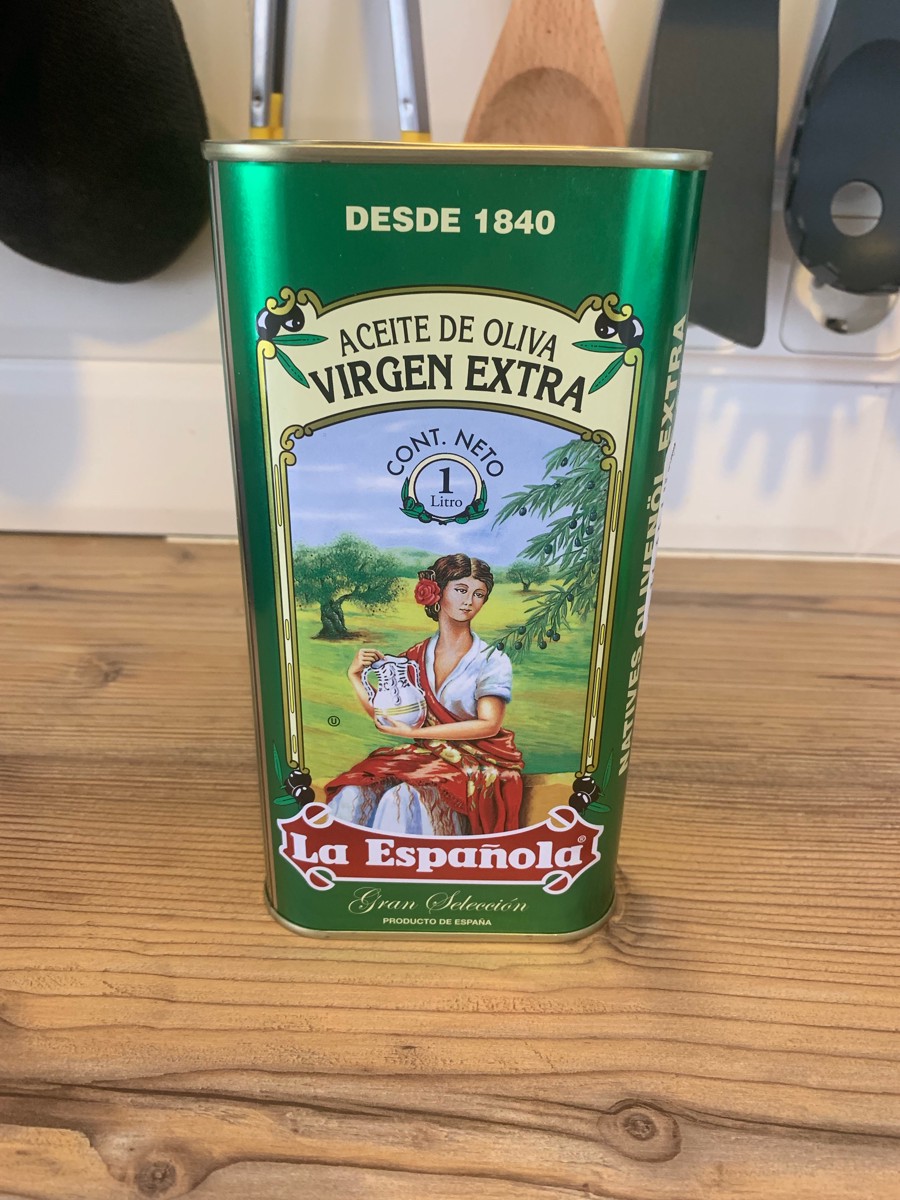 DESDE 1840
ACEITE DE OLIVA
VIRGEN EXTRA
CONT. NETO
1
Litro
U
La Española®
Gran Selección
PRODUCTO DE ESPAÑA
NATIVES OLIVENÖL EXTRA